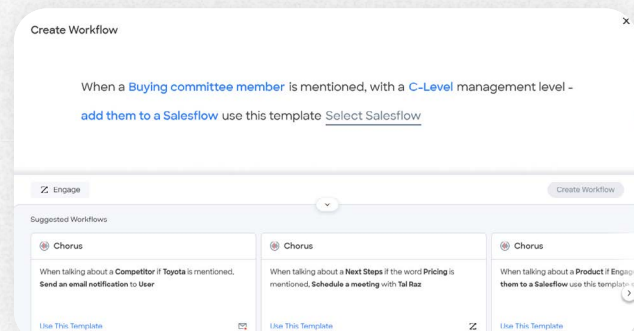 Create Workflow
When a Buying committee member is mentioned, with a C-Level management level -
add them to a Salesflow use this template Select Salesflow
Engage
Create Workflow
Suggested Workflows
Chorus
When talking about a Competitor if Toyota is mentioned,
Send an email notification to User
Use This Template
Chorus
When talking about a Next Steps if the word Pricing is
mentioned, Schedule a meeting with Tal Raz
Use This Template
Chorus
When talking about a Product if Engag
them to a Salesflow use this template
Use This Template